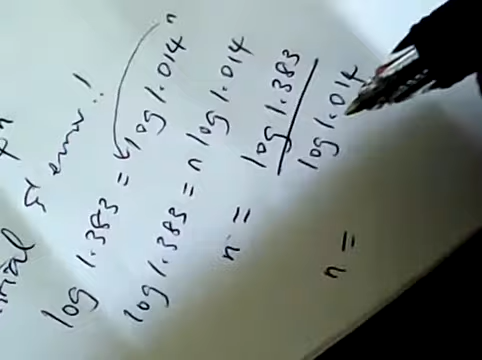 error!
log 1.383 = log 1.014ⁿ
log 1.383 = n log 1.014
n = log 1.383 / log 1.014
n =